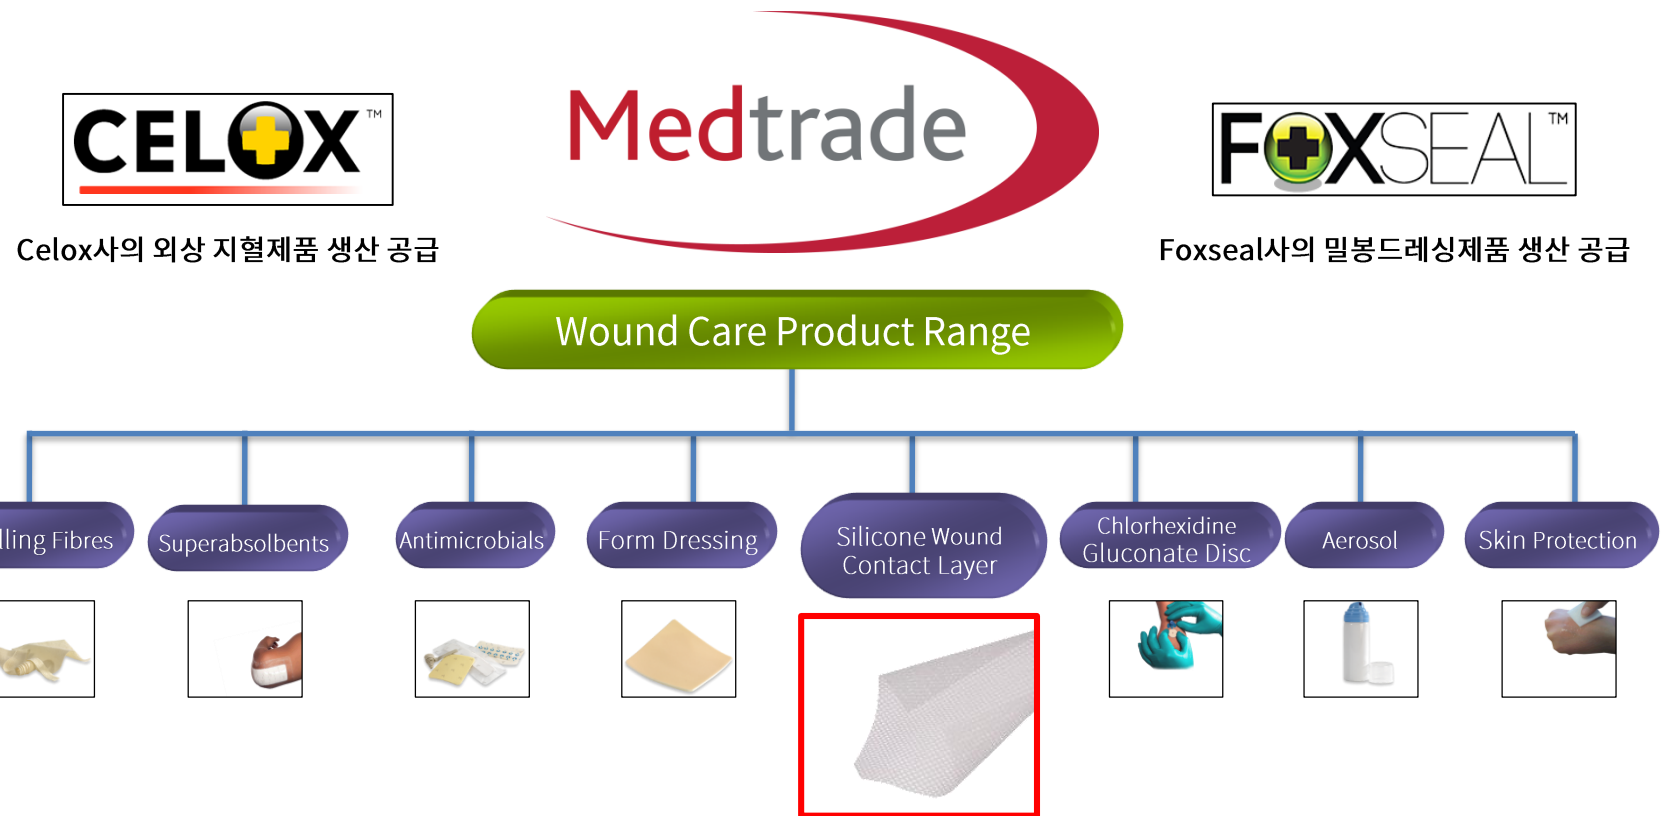 Medtrade
CELOX™
FOXSEAL™
Celox사의 외상 지혈제품 생산 공급
Foxseal사의 밀봉드레싱제품 생산 공급
Wound Care Product Range
lling Fibres
Superabsolbents
Antimicrobials
Form Dressing
Silicone Wound
Contact Layer
Chlorhexidine
Gluconate Disc
Aerosol
Skin Protection